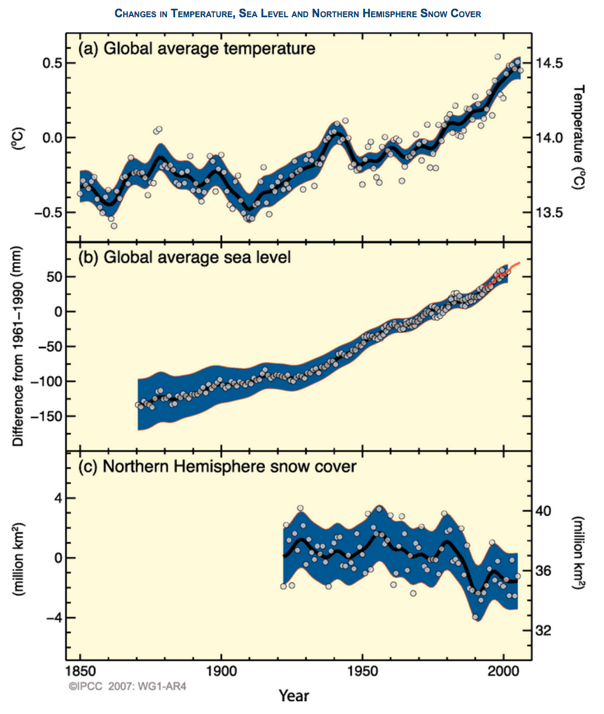 CHANGES IN TEMPERATURE, SEA LEVEL AND NORTHERN HEMISPHERE SNOW COVER
(a) Global average temperature
0.5
0.0
−0.5
(°C)
14.5
14.0
13.5
Temperature (°C)
(b) Global average sea level
50
0
−50
−100
−150
Difference from 1961–1990 (mm)
(c) Northern Hemisphere snow cover
4
0
−4
(million km²)
40
36
32
(million km²)
1850
1900
1950
2000
©IPCC 2007: WG1-AR4
Year